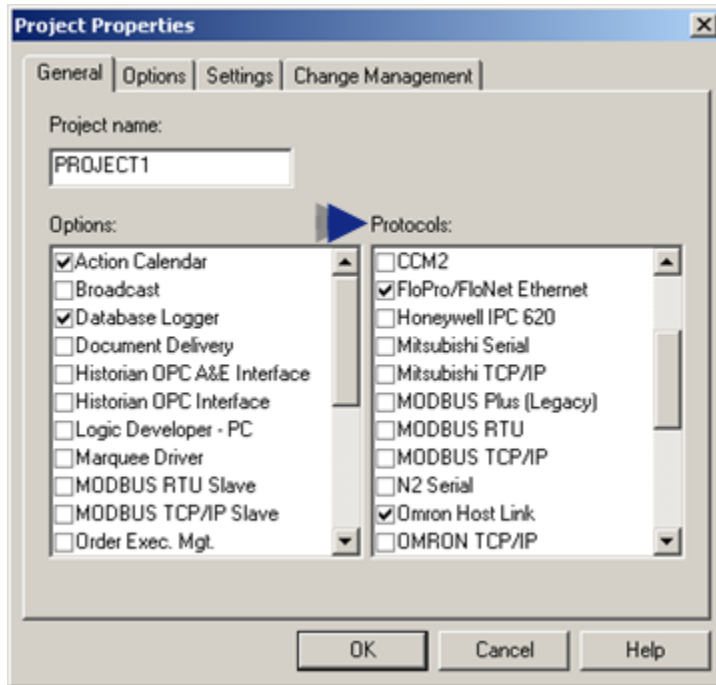 Project Properties
General Options Settings Change Management
Project name:
PROJECT1
Options:
Action Calendar
Broadcast
Database Logger
Document Delivery
Historian OPC A&E Interface
Historian OPC Interface
Logic Developer - PC
Marquee Driver
MODBUS RTU Slave
MODBUS TCP/IP Slave
Order Exec. Mgt.
Protocols:
CCM2
FloPro/FloNet Ethernet
Honeywell IPC 620
Mitsubishi Serial
Mitsubishi TCP/IP
MODBUS Plus (Legacy)
MODBUS RTU
MODBUS TCP/IP
N2 Serial
Omron Host Link
OMRON TCP/IP
OK Cancel Help